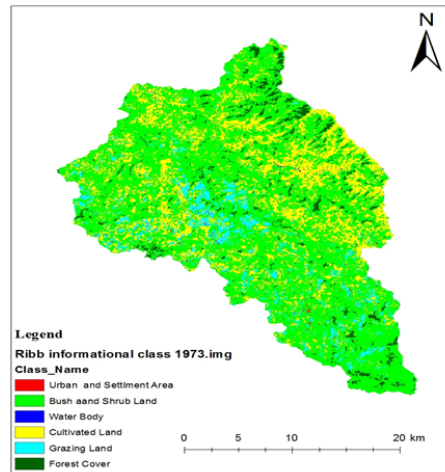 N
Legend
Ribb informational class 1973.img
Class_Name
Urban and Settlment Area
Bush aand Shrub Land
Water Body
Cultivated Land
Grazing Land
Forest Cover
0 5 10 20 km